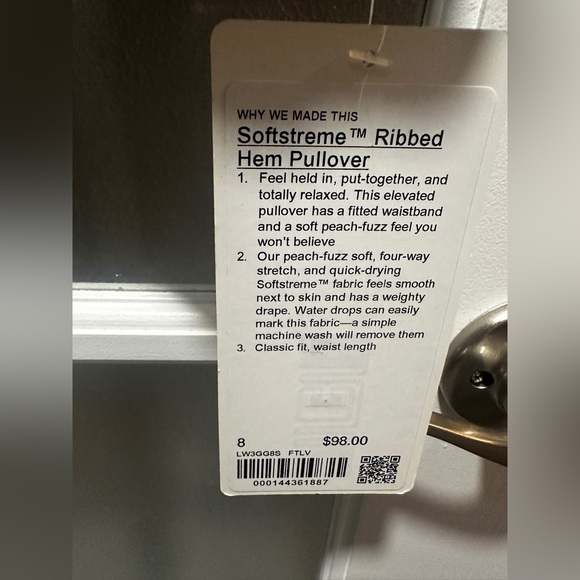 WHY WE MADE THIS
Softstreme™ Ribbed
Hem Pullover
1. Feel held in, put-together, and
totally relaxed. This elevated
pullover has a fitted waistband
and a soft peach-fuzz feel you
won't believe
2. Our peach-fuzz soft, four-way
stretch, and quick-drying
Softstreme™ fabric feels smooth
next to skin and has a weighty
drape. Water drops can easily
mark this fabric—a simple
machine wash will remove them
3. Classic fit, waist length
8 $98.00
LW3GG8S FTLV
000144361887